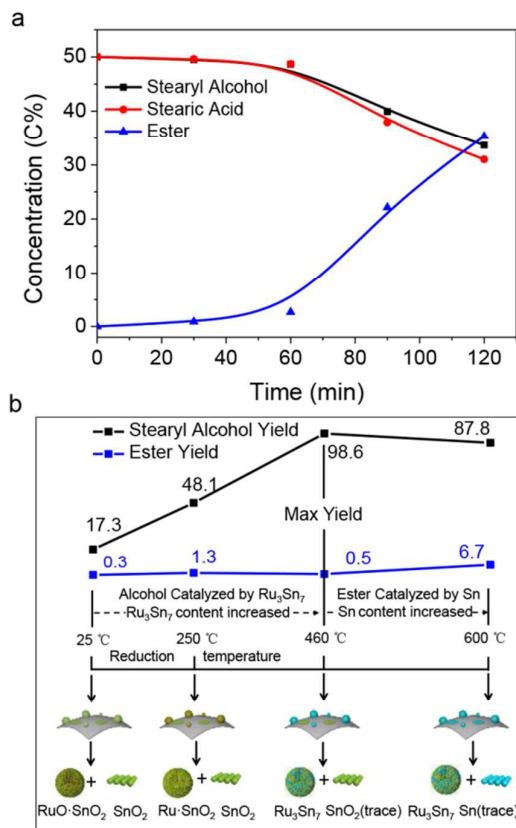 a
Concentration (C%)
60
50
40
30
20
10
0
Stearyl Alcohol
Stearic Acid
Ester
0 20 40 60 80 100 120
Time (min)
b
Stearyl Alcohol Yield
Ester Yield
87.8
98.6
48.1
17.3
Max Yield
0.3 1.3 0.5 6.7
Alcohol Catalyzed by Ru₃Sn₇ Ester Catalyzed by Sn
Ru₃Sn₇ content increased Sn content increased
25 ℃ 250 ℃ 460 ℃ 600 ℃
Reduction temperature
+ + + +
RuO·SnO₂ SnO₂ Ru·SnO₂ SnO₂ Ru₃Sn₇ SnO₂(trace) Ru₃Sn₇ Sn(trace)